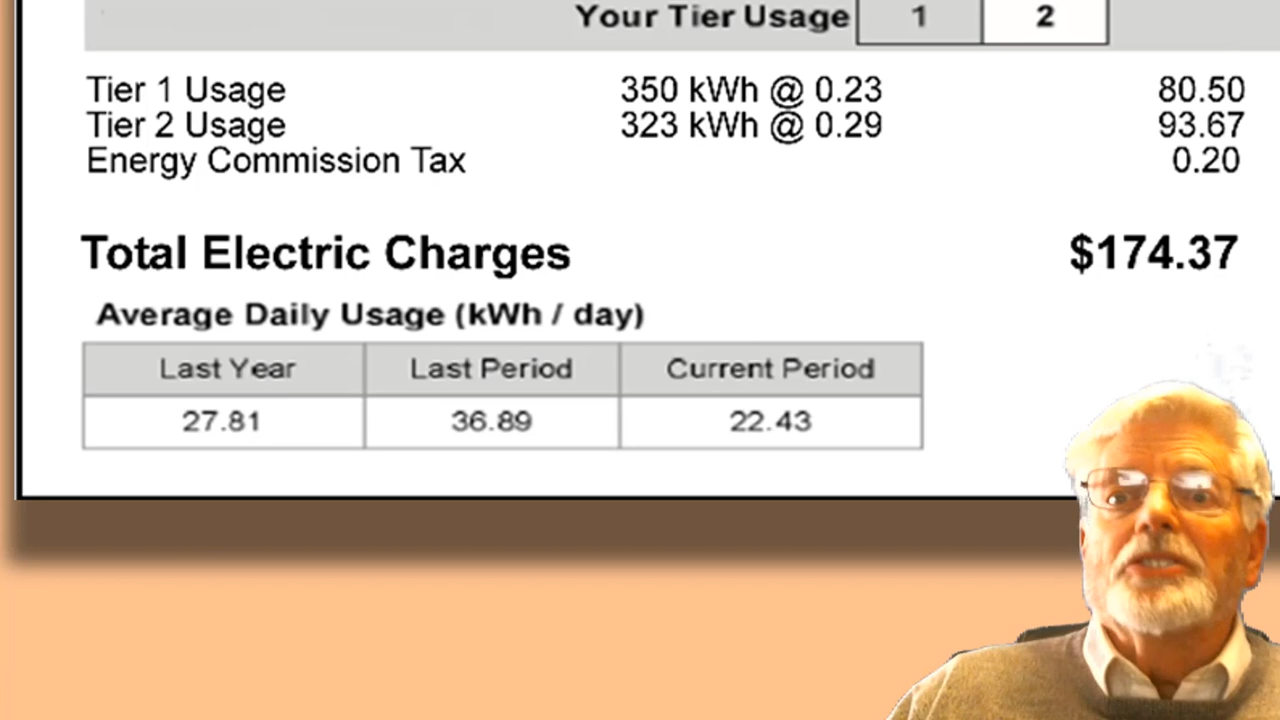 Your Tier Usage 1 2
Tier 1 Usage 350 kWh @ 0.23 80.50
Tier 2 Usage 323 kWh @ 0.29 93.67
Energy Commission Tax 0.20
Total Electric Charges $174.37
Average Daily Usage (kWh / day)
Last Year Last Period Current Period
27.81 36.89 22.43